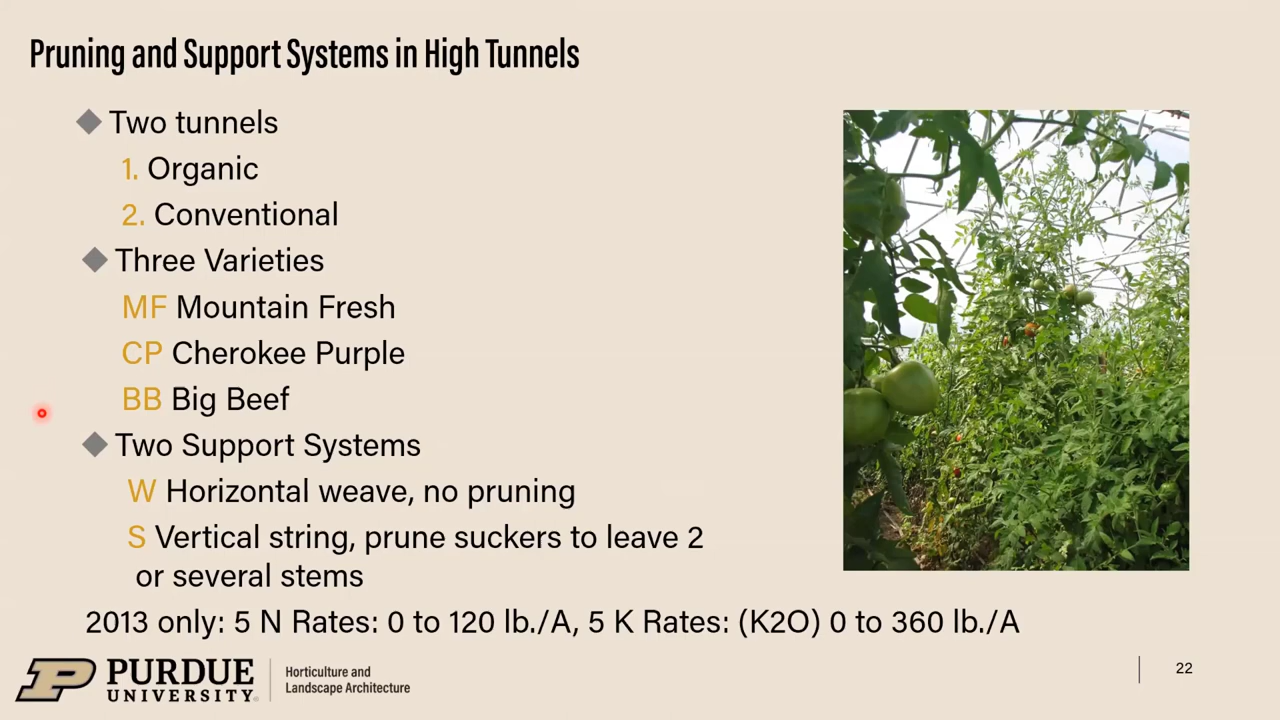 Pruning and Support Systems in High Tunnels
Two tunnels
1. Organic
2. Conventional
Three Varieties
MF Mountain Fresh
CP Cherokee Purple
BB Big Beef
Two Support Systems
W Horizontal weave, no pruning
S Vertical string, prune suckers to leave 2
or several stems
2013 only: 5 N Rates: 0 to 120 lb./A, 5 K Rates: (K2O) 0 to 360 lb./A
P PURDUE UNIVERSITY®
Horticulture and
Landscape Architecture
22